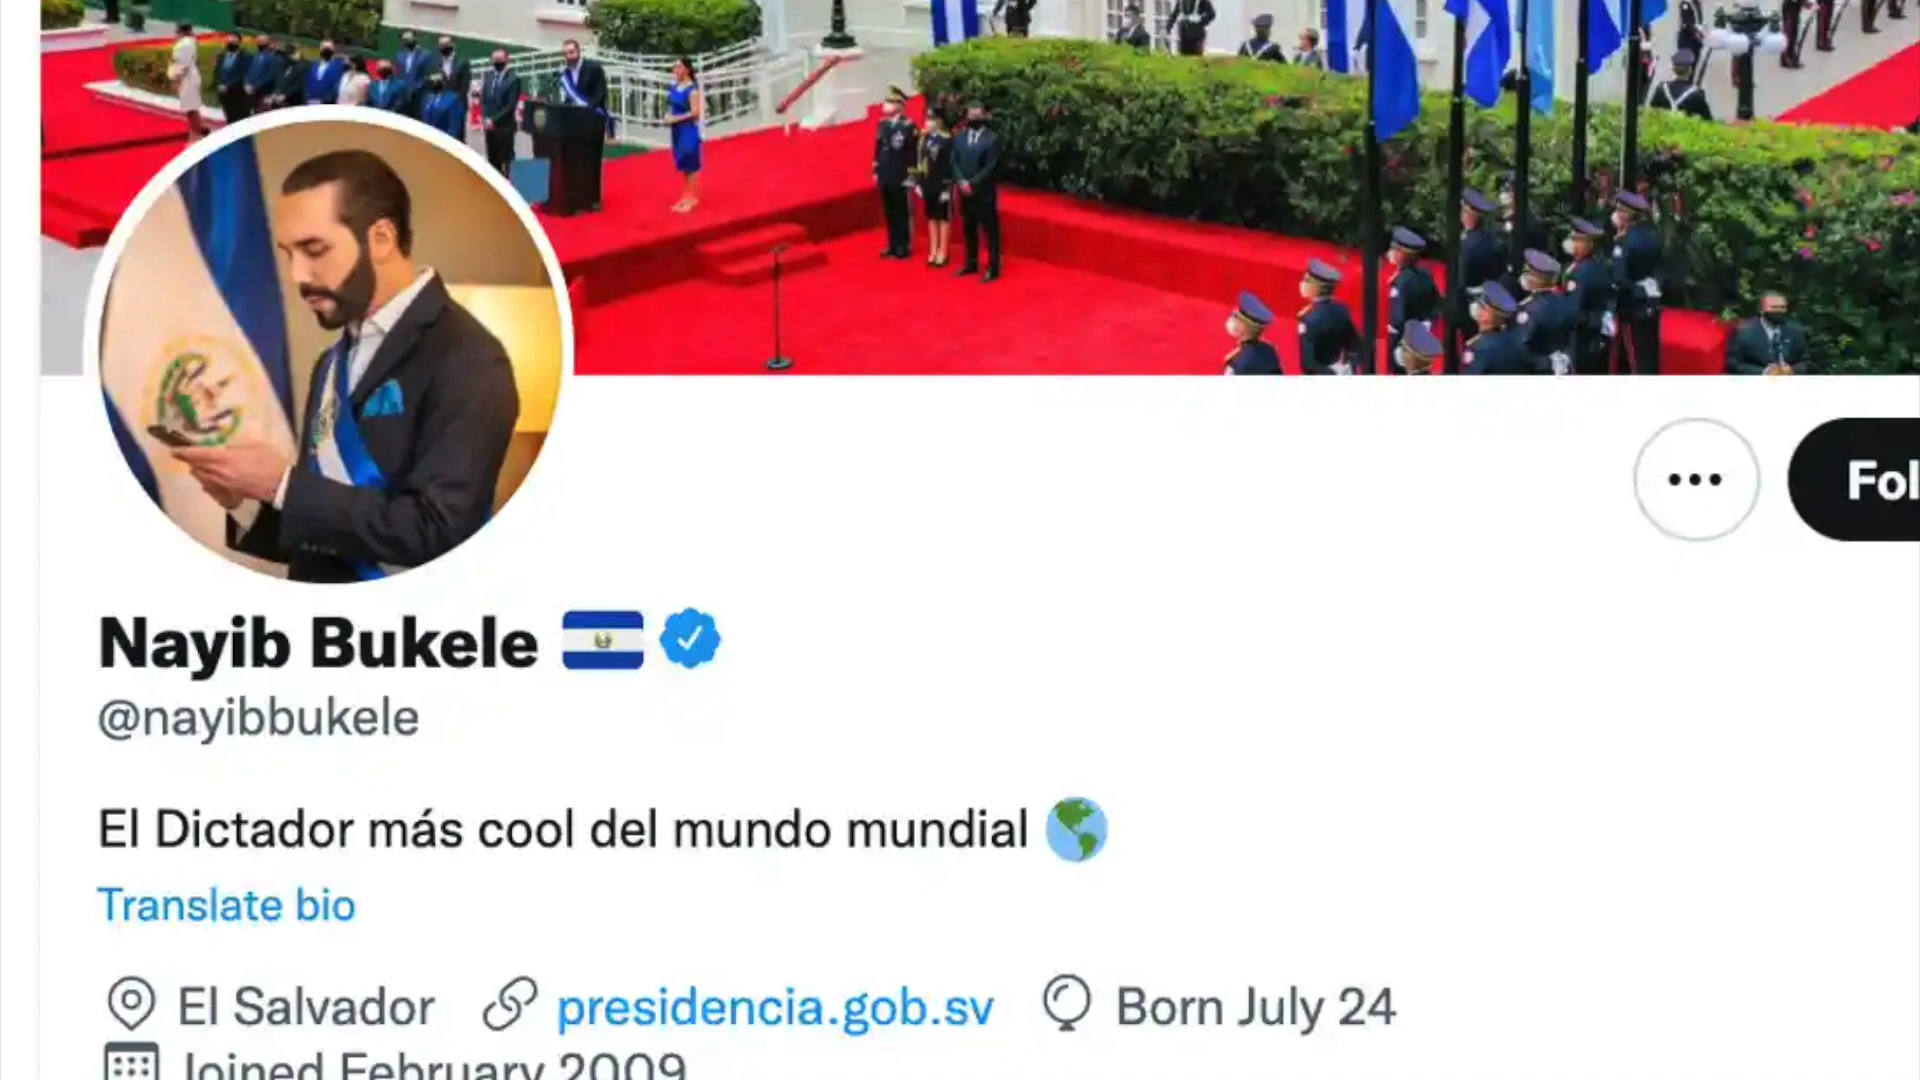 Fol
Nayib Bukele
@nayibbukele
El Dictador más cool del mundo mundial
Translate bio
El Salvador presidencia.gob.sv Born July 24
Joined February 2009